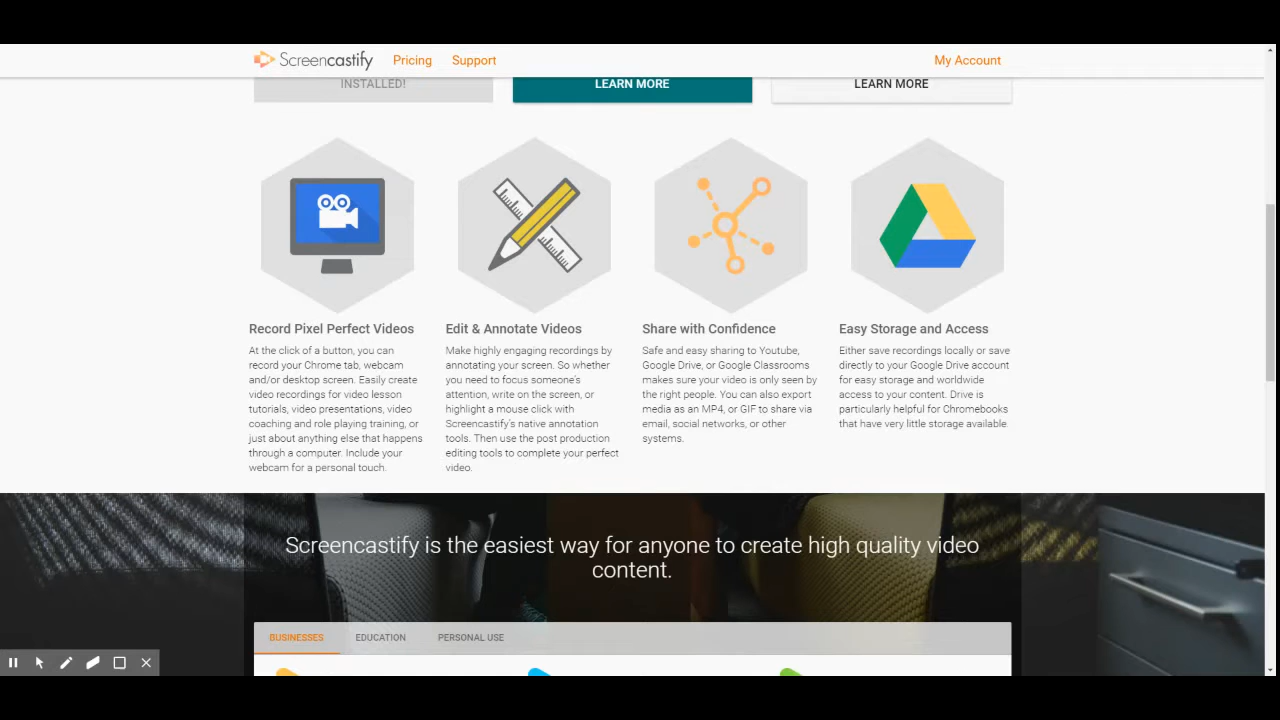 Screencastify Pricing Support My Account
INSTALLED! LEARN MORE LEARN MORE
Record Pixel Perfect Videos
At the click of a button, you can
record your Chrome tab, webcam
and/or desktop screen. Easily create
video recordings for video lesson
tutorials, video presentations, video
coaching and role playing training, or
just about anything else that happens
through a computer. Include your
webcam for a personal touch.
Edit & Annotate Videos
Make highly engaging recordings by
annotating your screen. So whether
you need to focus someone's
attention, write on the screen, or
highlight a mouse click with
Screencastify's native annotation
tools. Then use the post production
editing tools to complete your perfect
video.
Share with Confidence
Safe and easy sharing to Youtube,
Google Drive, or Google Classrooms
makes sure your video is only seen by
the right people. You can also export
media as an MP4, or GIF to share via
email, social networks, or other
systems.
Easy Storage and Access
Either save recordings locally or save
directly to your Google Drive account
for easy storage and worldwide
access to your content. Drive is
particularly helpful for Chromebooks
that have very little storage available.
Screencastify is the easiest way for anyone to create high quality video
content.
BUSINESSES EDUCATION PERSONAL USE